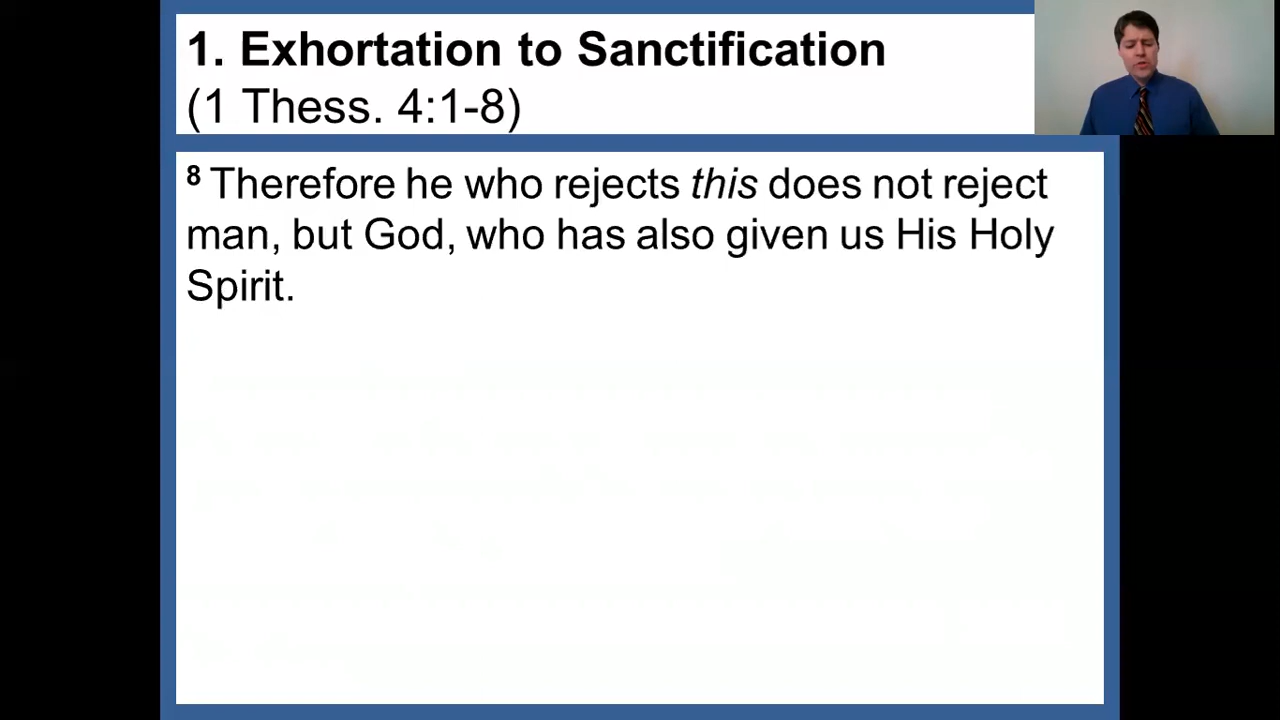 1. Exhortation to Sanctification
(1 Thess. 4:1-8)
8 Therefore he who rejects this does not reject
man, but God, who has also given us His Holy
Spirit.